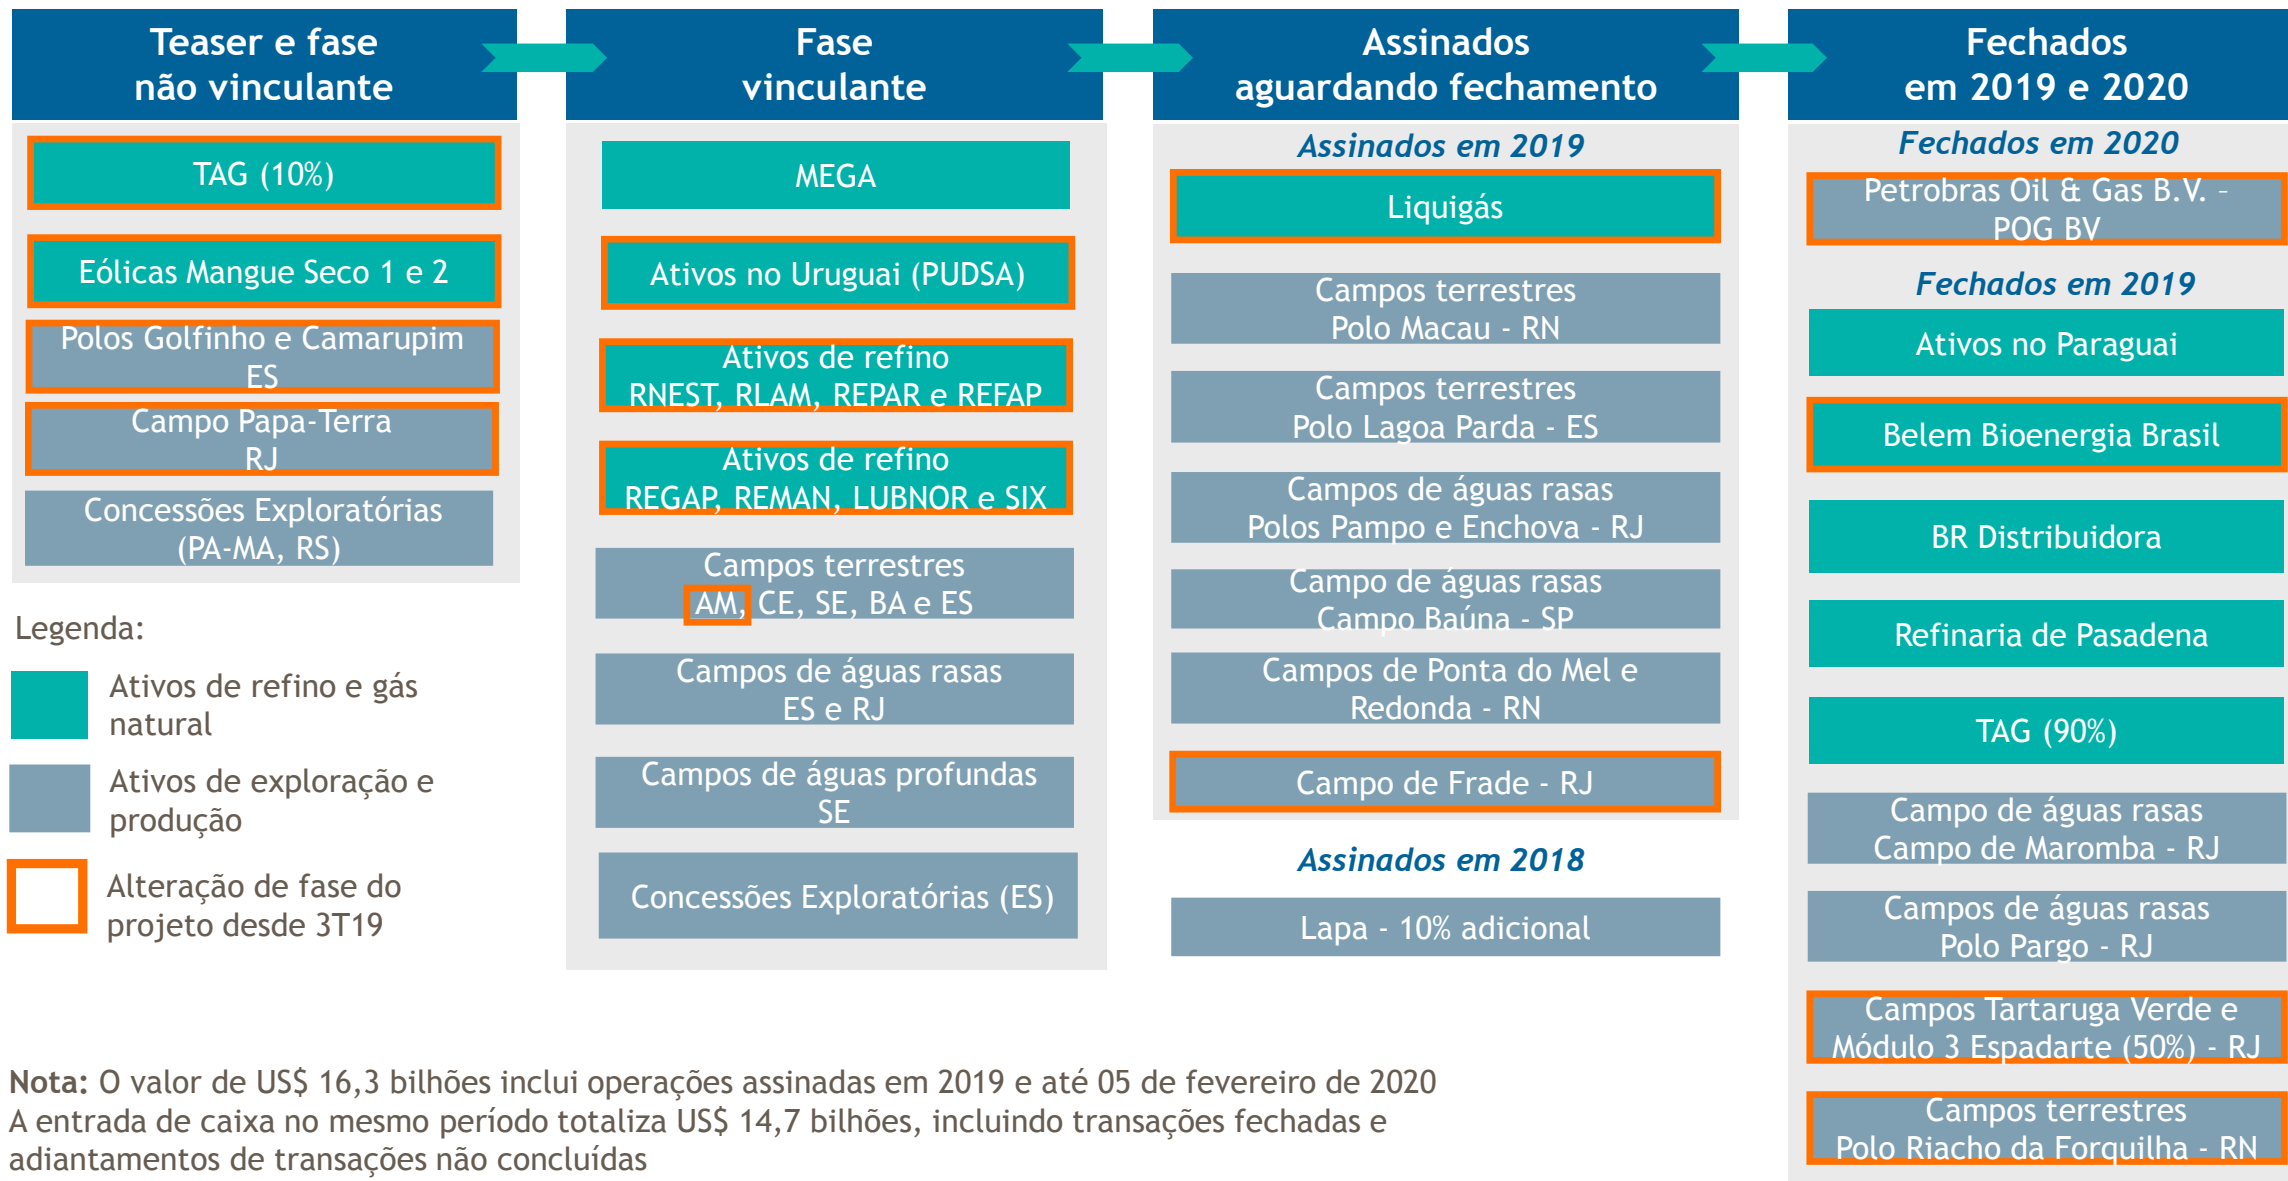 Teaser e fase
não vinculante
TAG (10%)
Eólicas Mangue Seco 1 e 2
Polos Golfinho e Camarupim
ES
Campo Papa-Terra
RJ
Concessões Exploratórias
(PA-MA, RS)
Legenda:
Ativos de refino e gás
natural
Ativos de exploração e
produção
Alteração de fase do
projeto desde 3T19
Fase
vinculante
MEGA
Ativos no Uruguai (PUDSA)
Ativos de refino
RNEST, RLAM, REPAR e REFAP
Ativos de refino
REGAP, REMAN, LUBNOR e SIX
Campos terrestres
AM, CE, SE, BA e ES
Campos de águas rasas
ES e RJ
Campos de águas profundas
SE
Concessões Exploratórias (ES)
Assinados
aguardando fechamento
Assinados em 2019
Liquigás
Campos terrestres
Polo Macau - RN
Campos terrestres
Polo Lagoa Parda - ES
Campos de águas rasas
Polos Pampo e Enchova - RJ
Campo de águas rasas
Campo Baúna - SP
Campos de Ponta do Mel e
Redonda - RN
Campo de Frade - RJ
Assinados em 2018
Lapa - 10% adicional
Fechados
em 2019 e 2020
Fechados em 2020
Petrobras Oil & Gas B.V. –
POG BV
Fechados em 2019
Ativos no Paraguai
Belem Bioenergia Brasil
BR Distribuidora
Refinaria de Pasadena
TAG (90%)
Campo de águas rasas
Campo de Maromba - RJ
Campos de águas rasas
Polo Pargo - RJ
Campos Tartaruga Verde e
Módulo 3 Espadarte (50%) - RJ
Campos terrestres
Polo Riacho da Forquilha - RN
Nota: O valor de US$ 16,3 bilhões inclui operações assinadas em 2019 e até 05 de fevereiro de 2020
A entrada de caixa no mesmo período totaliza US$ 14,7 bilhões, incluindo transações fechadas e
adiantamentos de transações não concluídas